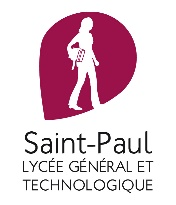 Saint-Paul
LYCÉE GÉNÉRAL ET
TECHNOLOGIQUE